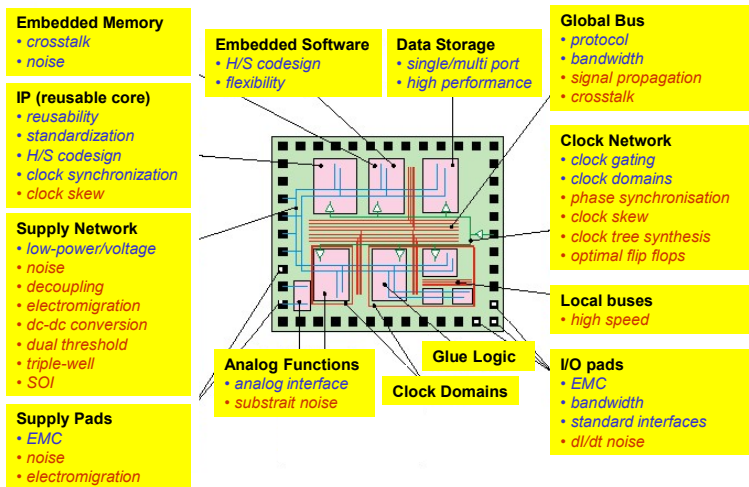 Embedded Memory
• crosstalk
• noise
IP (reusable core)
• reusability
• standardization
• H/S codesign
• clock synchronization
• clock skew
Supply Network
• low-power/voltage
• noise
• decoupling
• electromigration
• dc-dc conversion
• dual threshold
• triple-well
• SOI
Supply Pads
• EMC
• noise
• electromigration
Embedded Software
• H/S codesign
• flexibility
Data Storage
• single/multi port
• high performance
Analog Functions
• analog interface
• substrait noise
Clock Domains
Glue Logic
Global Bus
• protocol
• bandwidth
• signal propagation
• crosstalk
Clock Network
• clock gating
• clock domains
• phase synchronisation
• clock skew
• clock tree synthesis
• optimal flip flops
Local buses
• high speed
I/O pads
• EMC
• bandwidth
• standard interfaces
• dI/dt noise